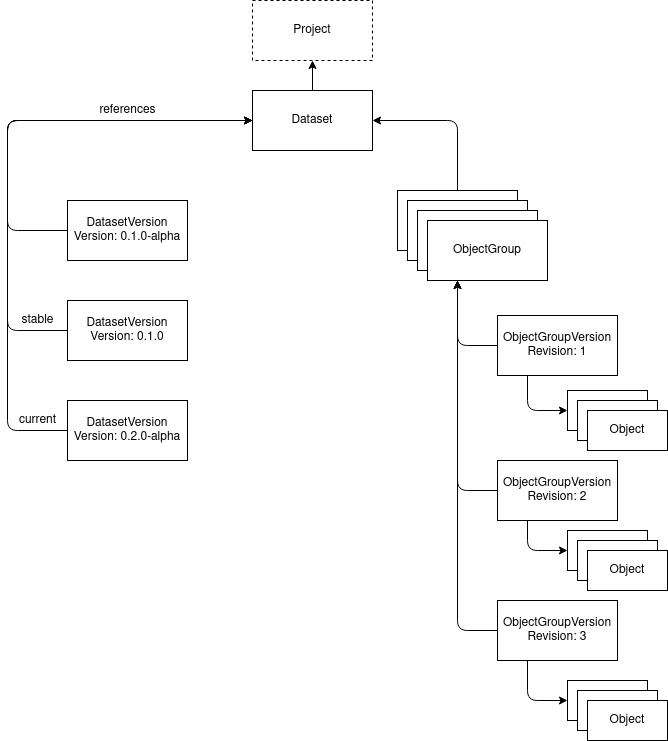 Project
references
Dataset
DatasetVersion
Version: 0.1.0-alpha
ObjectGroup
stable
DatasetVersion
Version: 0.1.0
ObjectGroupVersion
Revision: 1
current
DatasetVersion
Version: 0.2.0-alpha
Object
ObjectGroupVersion
Revision: 2
Object
ObjectGroupVersion
Revision: 3
Object